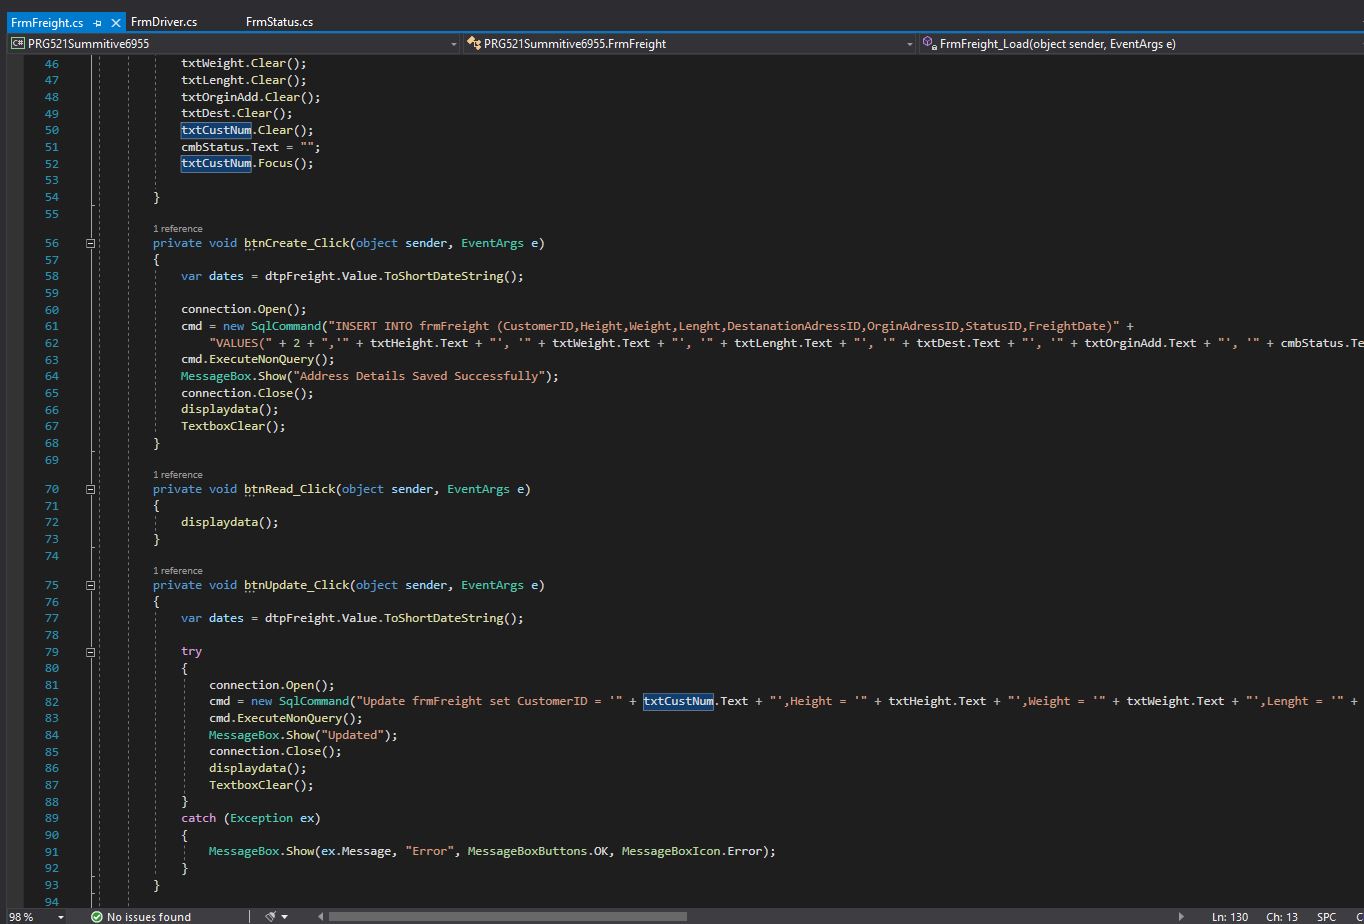 FrmFreight.cs FrmDriver.cs FrmStatus.cs
C# PRG521Summitive6955 PRG521Summitive6955.FrmFreight FrmFreight_Load(object sender, EventArgs e)
46 txtWeight.Clear();
47 txtLenght.Clear();
48 txtOrginAdd.Clear();
49 txtDest.Clear();
50 txtCustNum.Clear();
51 cmbStatus.Text = "";
52 txtCustNum.Focus();
53
54 }
55
1 reference
56 private void btnCreate_Click(object sender, EventArgs e)
57 {
58 var dates = dtpFreight.Value.ToShortDateString();
59
60 connection.Open();
61 cmd = new SqlCommand("INSERT INTO frmFreight (CustomerID,Height,Weight,Lenght,DestanationAdressID,OrginAdressID,StatusID,FreightDate)" +
62 "VALUES(" + 2 + ",'" + txtHeight.Text + "', '" + txtWeight.Text + "', '" + txtLenght.Text + "', '" + txtDest.Text + "', '" + txtOrginAdd.Text + "', '" + cmbStatus.Te
63 cmd.ExecuteNonQuery();
64 MessageBox.Show("Address Details Saved Successfully");
65 connection.Close();
66 displaydata();
67 TextboxClear();
68 }
69
1 reference
70 private void btnRead_Click(object sender, EventArgs e)
71 {
72 displaydata();
73 }
74
1 reference
75 private void btnUpdate_Click(object sender, EventArgs e)
76 {
77 var dates = dtpFreight.Value.ToShortDateString();
78
79 try
80 {
81 connection.Open();
82 cmd = new SqlCommand("Update frmFreight set CustomerID = '" + txtCustNum.Text + "',Height = '" + txtHeight.Text + "',Weight = '" + txtWeight.Text + "',Lenght = '" +
83 cmd.ExecuteNonQuery();
84 MessageBox.Show("Updated");
85 connection.Close();
86 displaydata();
87 TextboxClear();
88 }
89 catch (Exception ex)
90 {
91 MessageBox.Show(ex.Message, "Error", MessageBoxButtons.OK, MessageBoxIcon.Error);
92 }
93 }
94
98 % No issues found Ln: 130 Ch: 13 SPC C